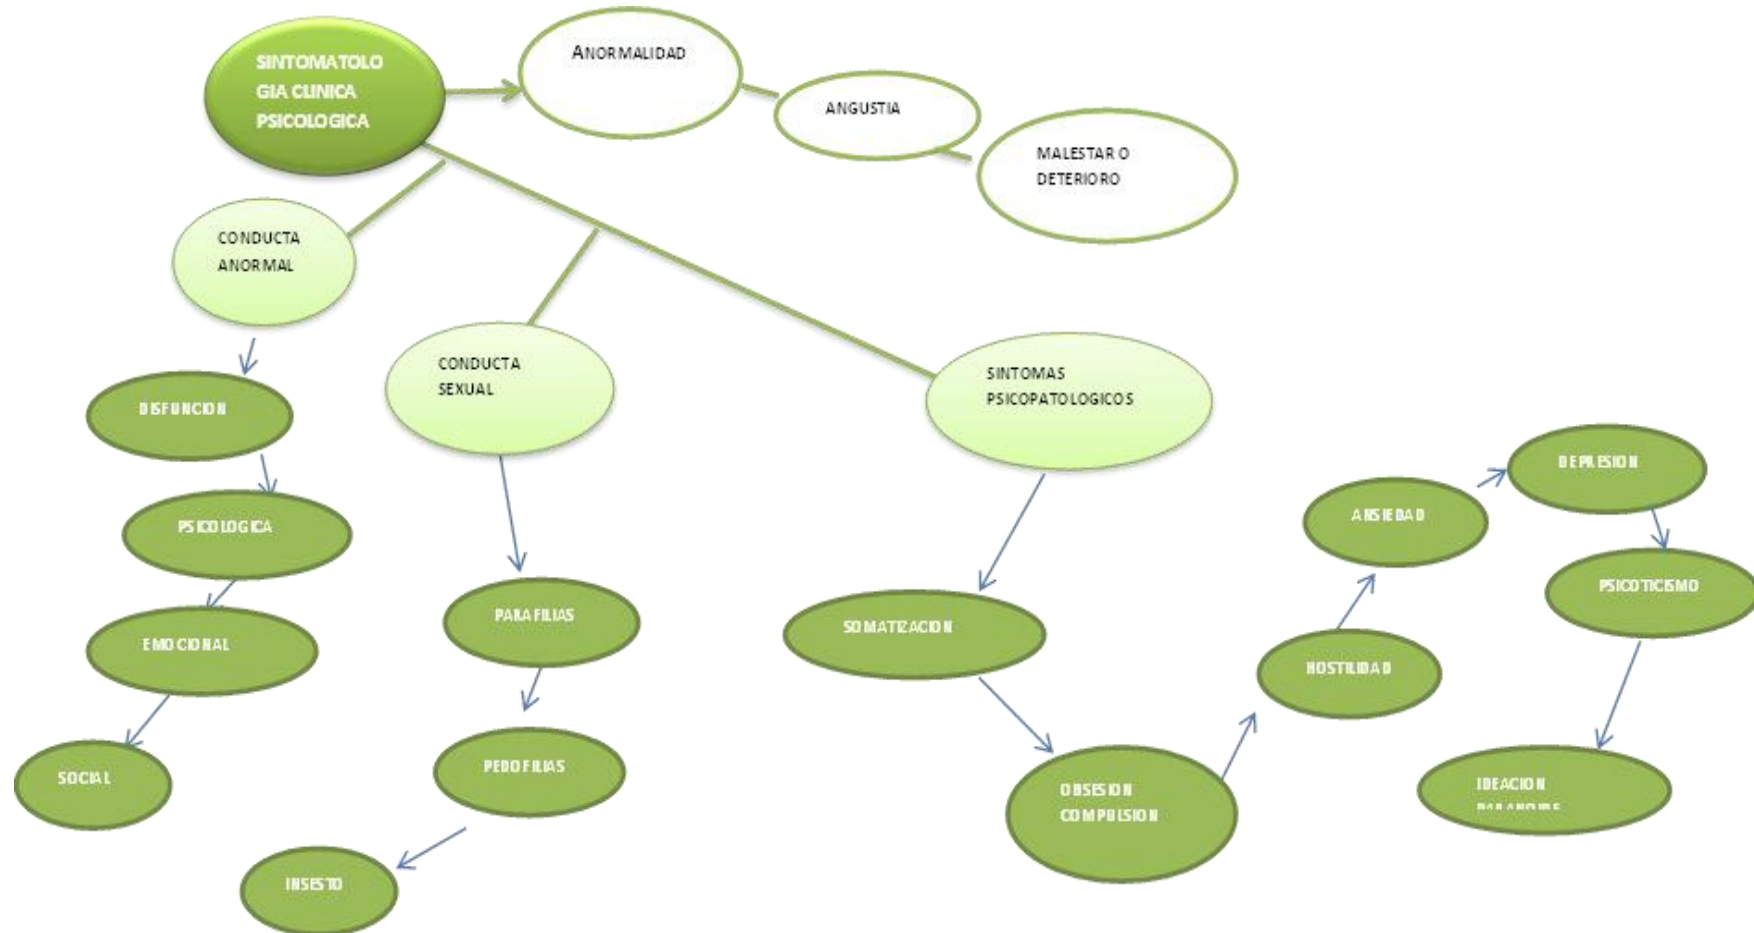 SINTOMATOLO
GIA CLINICA
PSICOLOGICA
ANORMALIDAD
ANGUSTIA
MALESTAR O
DETERIORO
CONDUCTA
ANORMAL
DISFUNCION
PSICOLOGICA
EMOCIONAL
SOCIAL
CONDUCTA
SEXUAL
PARAFILIAS
PEDOFILIAS
INSESTO
SINTOMAS
PSICOPATOLOGICOS
SOMATIZACION
OBSESION
COMPULSION
HOSTILIDAD
ANSIEDAD
DEPRESION
PSICOTICISMO
IDEACION